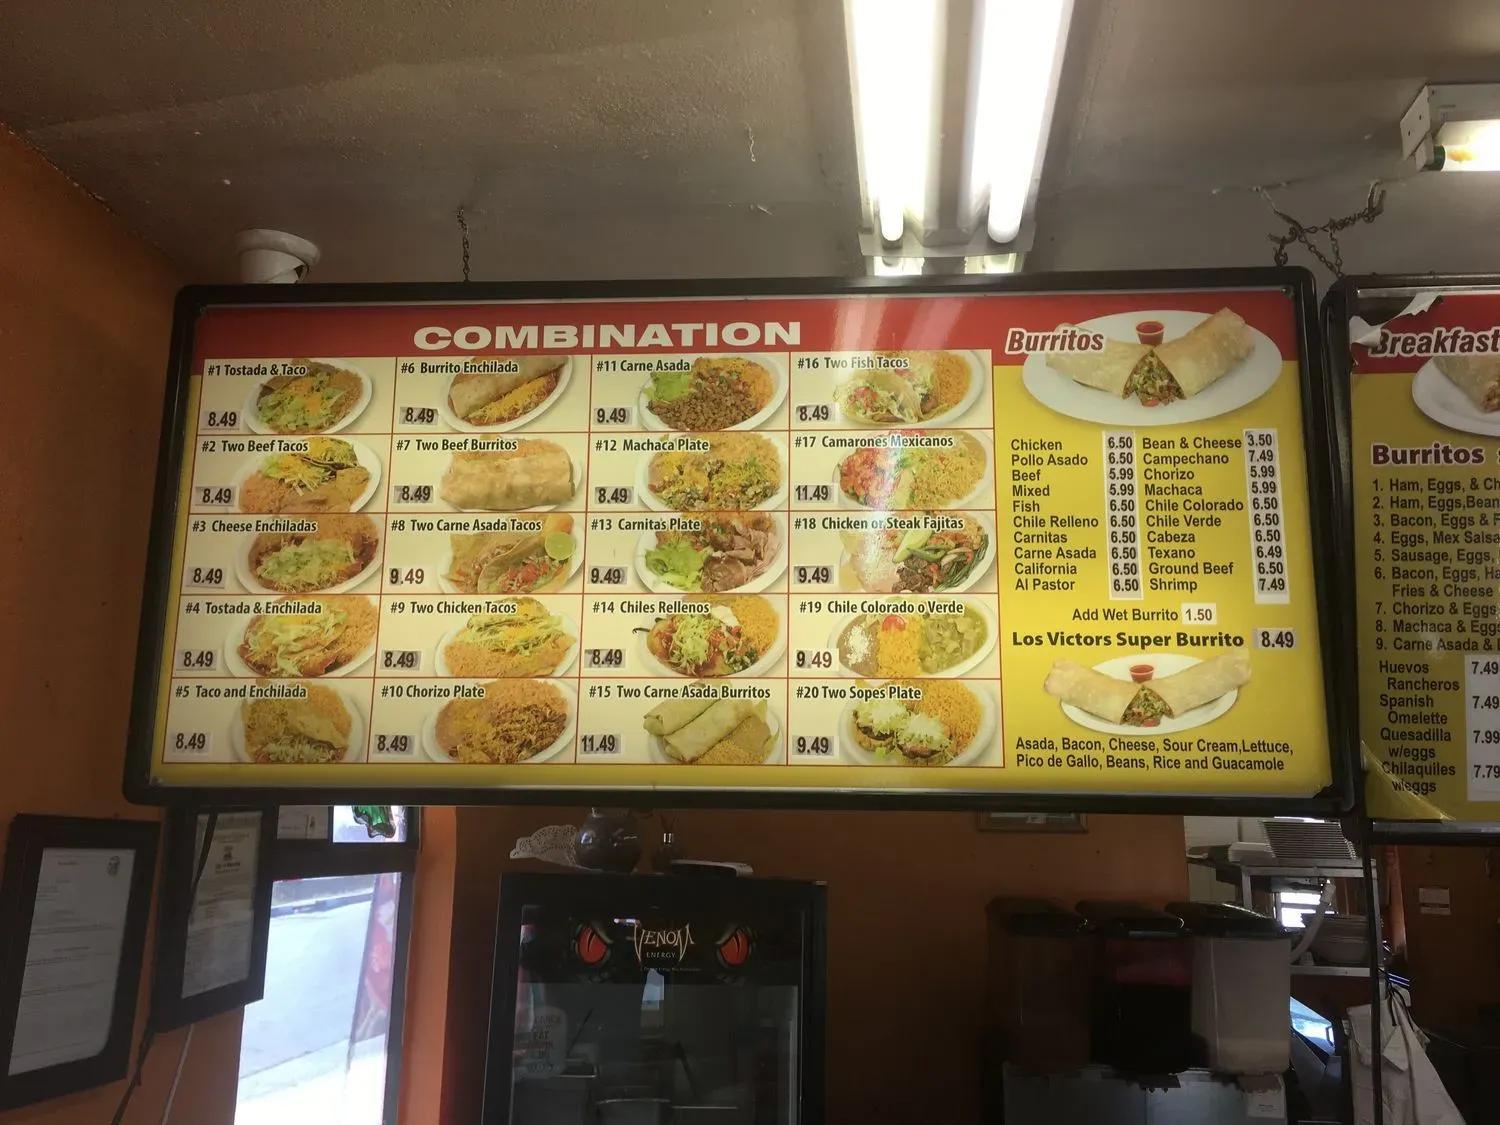 COMBINATION
#1 Tostada & Taco
8.49
#2 Two Beef Tacos
8.49
#3 Cheese Enchiladas
8.49
#4 Tostada & Enchilada
8.49
#5 Taco and Enchilada
8.49
#6 Burrito Enchilada
8.49
#7 Two Beef Burritos
8.49
#8 Two Carne Asada Tacos
9.49
#9 Two Chicken Tacos
8.49
#10 Chorizo Plate
8.49
#11 Carne Asada
9.49
#12 Machaca Plate
8.49
#13 Carnitas Plate
9.49
#14 Chiles Rellenos
8.49
#15 Two Carne Asada Burritos
11.49
#16 Two Fish Tacos
8.49
#17 Camarones Mexicanos
11.49
#18 Chicken or Steak Fajitas
9.49
#19 Chile Colorado o Verde
9.49
#20 Two Sopes Plate
9.49
Burritos
Chicken 6.50
Pollo Asado 6.50
Beef 5.99
Mixed 5.99
Fish 6.50
Chile Relleno 6.50
Carnitas 6.50
Carne Asada 6.50
California 6.50
Al Pastor 6.50
Bean & Cheese 3.50
Campechano 7.49
Chorizo 5.99
Machaca 5.99
Chile Colorado 6.50
Chile Verde 6.50
Cabeza 6.50
Texano 6.49
Ground Beef 6.50
Shrimp 7.49
Add Wet Burrito 1.50
Los Victors Super Burrito 8.49
Asada, Bacon, Cheese, Sour Cream,Lettuce,
Pico de Gallo, Beans, Rice and Guacamole
Breakfast
Burritos
1. Ham, Eggs, & Ch
2. Ham, Eggs,Bean
3. Bacon, Eggs & F
4. Eggs, Mex Salsa
5. Sausage, Eggs,
6. Bacon, Eggs, Ha
Fries & Cheese
7. Chorizo & Eggs,
8. Machaca & Eggs
9. Carne Asada &
Huevos 7.49
Rancheros
Spanish 7.49
Omelette
Quesadilla 7.99
w/eggs
Chilaquiles 7.79
w/eggs
VENOM
ENERGY